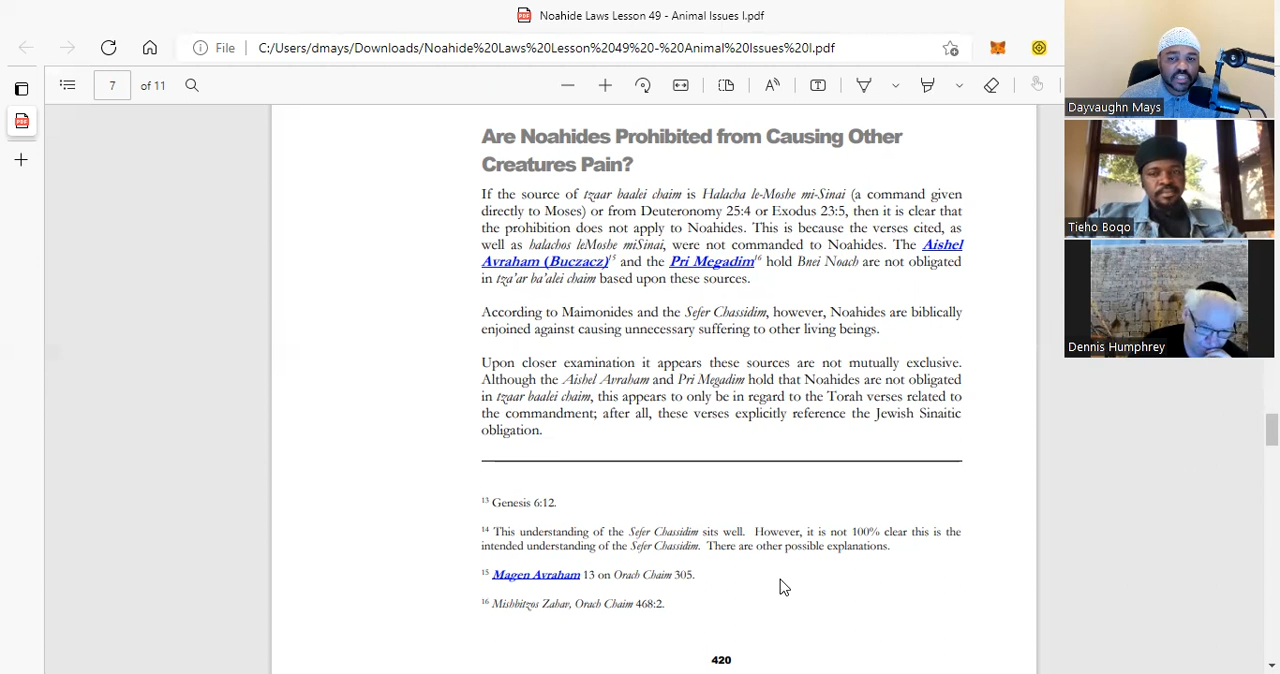 Noahide Laws Lesson 49 - Animal Issues I.pdf
File C:/Users/dmays/Downloads/Noahide%20Laws%20Lesson%2049%20-%20Animal%20Issues%20I.pdf
7 of 11
Are Noahides Prohibited from Causing Other
Creatures Pain?
If the source of tzaar baalei chaim is Halacha le-Moshe mi-Sinai (a command given
directly to Moses) or from Deuteronomy 25:4 or Exodus 23:5, then it is clear that
the prohibition does not apply to Noahides. This is because the verses cited, as
well as halachos leMoshe miSinai, were not commanded to Noahides. The Aishel
Avraham (Buczacz)15 and the Pri Megadim16 hold Bnei Noach are not obligated
in tza'ar ba'alei chaim based upon these sources.
According to Maimonides and the Sefer Chassidim, however, Noahides are biblically
enjoined against causing unnecessary suffering to other living beings.
Upon closer examination it appears these sources are not mutually exclusive.
Although the Aishel Avraham and Pri Megadim hold that Noahides are not obligated
in tzaar baalei chaim, this appears to only be in regard to the Torah verses related to
the commandment; after all, these verses explicitly reference the Jewish Sinaitic
obligation.
13 Genesis 6:12.
14 This understanding of the Sefer Chassidim sits well. However, it is not 100% clear this is the
intended understanding of the Sefer Chassidim. There are other possible explanations.
15 Magen Avraham 13 on Orach Chaim 305.
16 Mishbitzos Zahav, Orach Chaim 468:2.
420
Dayvaughn Mays
Tieho Boqo
Dennis Humphrey